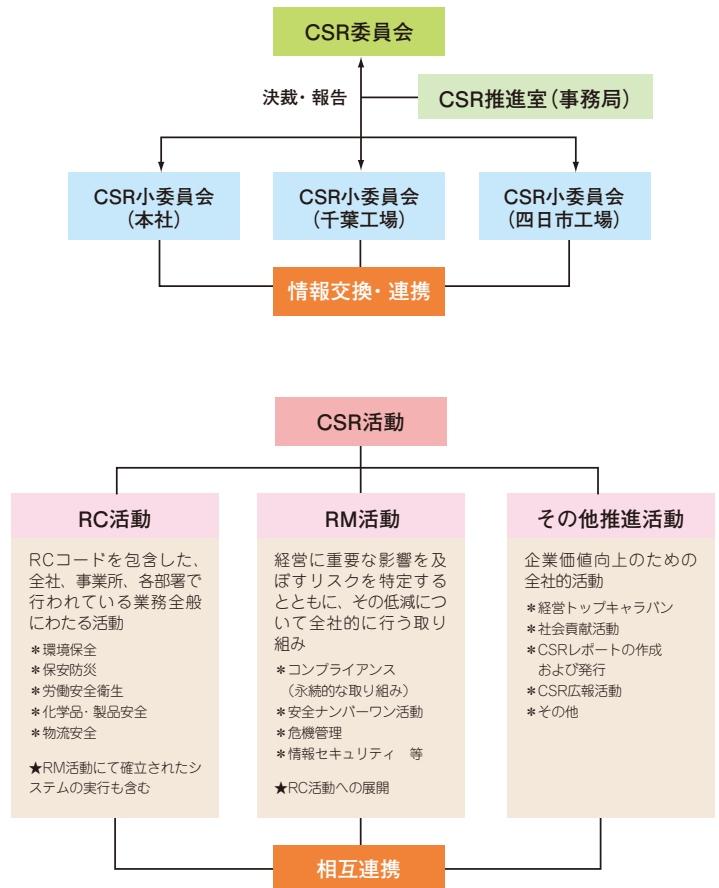 CSR委員会
決裁・報告
CSR推進室（事務局）
CSR小委員会
（本社）
CSR小委員会
（千葉工場）
CSR小委員会
（四日市工場）
情報交換・連携
CSR活動
RC活動
RCコードを包含した、
全社、事業所、各部署で
行われている業務全般
にわたる活動
＊環境保全
＊保安防災
＊労働安全衛生
＊化学品・製品安全
＊物流安全
★RM活動にて確立されたシ
ステムの実行も含む
RM活動
経営に重要な影響を及
ぼすリスクを特定する
とともに、その低減につ
いて全社的に行う取り
組み
＊コンプライアンス
（永続的な取り組み）
＊安全ナンバーワン活動
＊危機管理
＊情報セキュリティ　等
★RC活動への展開
その他推進活動
企業価値向上のための
全社的活動
＊経営トップキャラバン
＊社会貢献活動
＊CSRレポートの作成
および発行
＊CSR広報活動
＊その他
相互連携